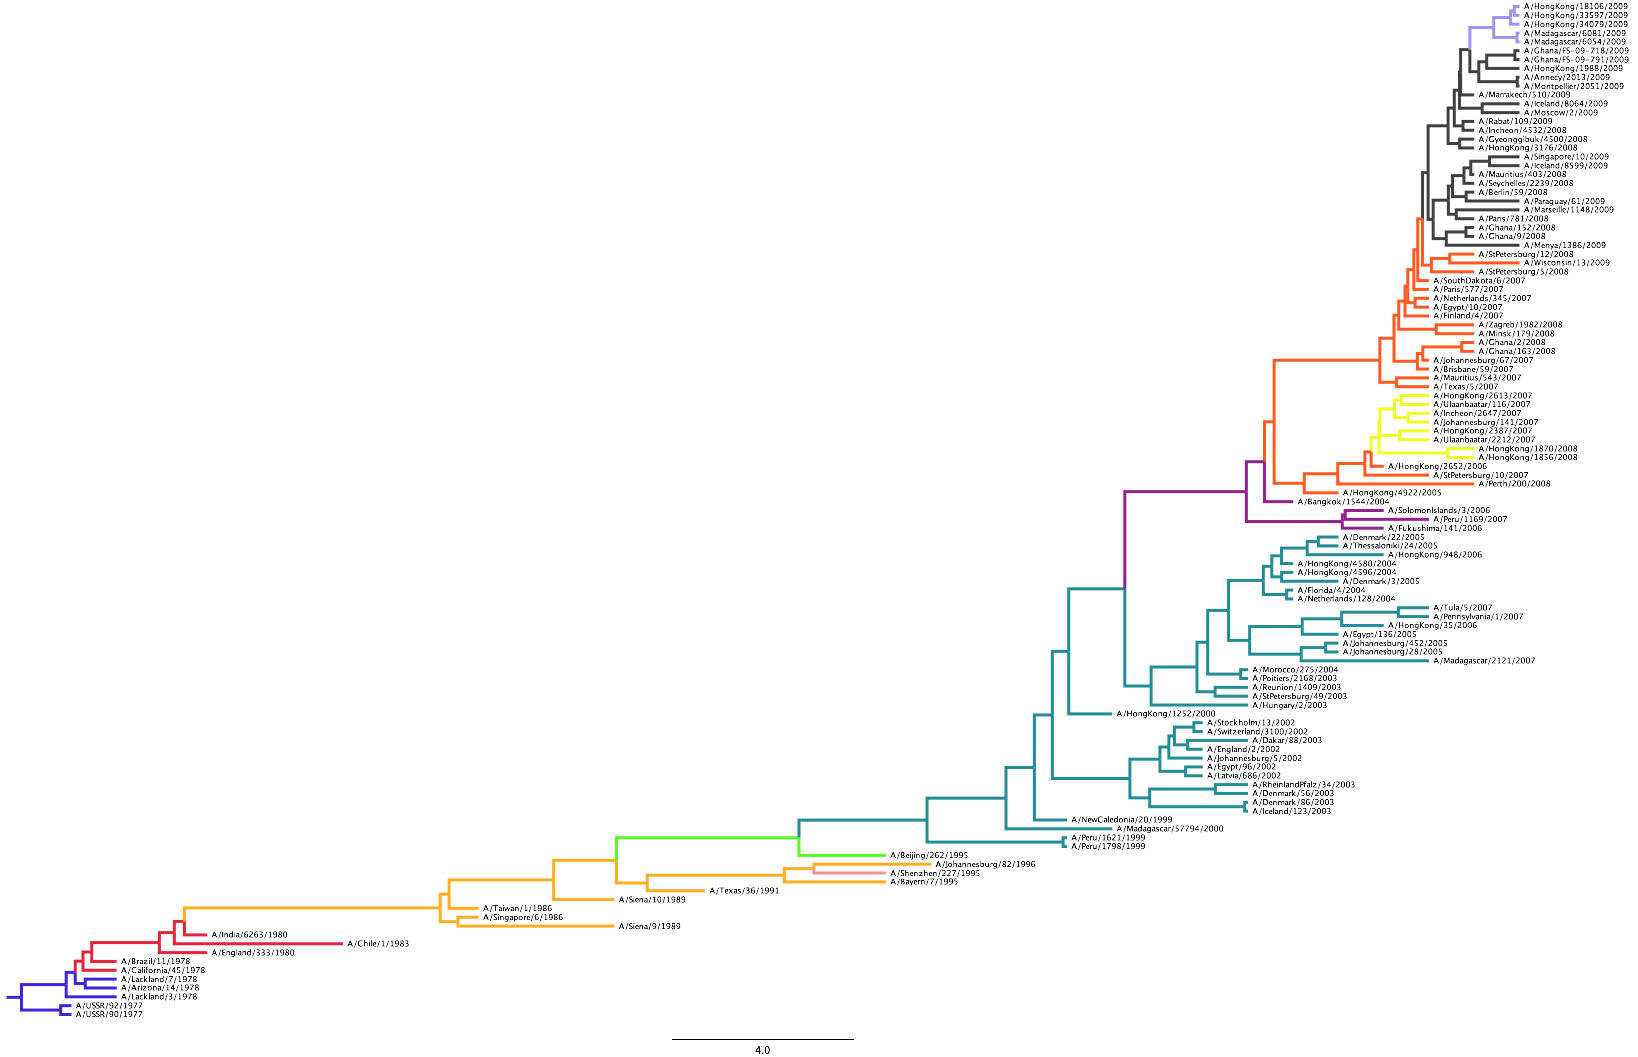 A/HongKong/18106/2009
A/HongKong/33597/2009
A/HongKong/34079/2009
A/Madagascar/6081/2009
A/Madagascar/6054/2009
A/Ghana/FS-09-718/2009
A/Ghana/FS-09-791/2009
A/HongKong/1988/2009
A/Annecy/2013/2009
A/Montpellier/2051/2009
A/Marrakech/510/2009
A/Iceland/8064/2009
A/Moscow/2/2009
A/Rabat/109/2009
A/Incheon/4532/2008
A/Gyeonggibuk/4500/2008
A/HongKong/3176/2008
A/Singapore/10/2009
A/Iceland/8599/2009
A/Mauritius/403/2008
A/Seychelles/2239/2008
A/Berlin/59/2008
A/Paraguay/61/2009
A/Marseille/1148/2009
A/Paris/781/2008
A/Ghana/152/2008
A/Ghana/9/2008
A/Menya/1386/2009
A/StPetersburg/12/2008
A/Wisconsin/13/2009
A/StPetersburg/5/2008
A/SouthDakota/6/2007
A/Paris/577/2007
A/Netherlands/345/2007
A/Egypt/10/2007
A/Finland/4/2007
A/Zagreb/1982/2008
A/Minsk/179/2008
A/Ghana/2/2008
A/Ghana/163/2008
A/Johannesburg/67/2007
A/Brisbane/59/2007
A/Mauritius/543/2007
A/Texas/5/2007
A/HongKong/2613/2007
A/Ulaanbaatar/116/2007
A/Incheon/2647/2007
A/Johannesburg/141/2007
A/HongKong/2387/2007
A/Ulaanbaatar/2212/2007
A/HongKong/1870/2008
A/HongKong/1856/2008
A/HongKong/2652/2006
A/StPetersburg/10/2007
A/Perth/200/2008
A/HongKong/4922/2005
A/Bangkok/1544/2004
A/SolomonIslands/3/2006
A/Peru/1169/2007
A/Fukushima/141/2006
A/Denmark/22/2005
A/Thessaloniki/24/2005
A/HongKong/948/2006
A/HongKong/4580/2004
A/HongKong/4596/2004
A/Denmark/3/2005
A/Florida/4/2004
A/Netherlands/128/2004
A/Tula/5/2007
A/Pennsylvania/1/2007
A/HongKong/35/2006
A/Egypt/136/2005
A/Johannesburg/452/2005
A/Johannesburg/28/2005
A/Madagascar/2121/2007
A/Morocco/275/2004
A/Poitiers/2168/2003
A/Reunion/1409/2003
A/StPetersburg/49/2003
A/Hungary/2/2003
A/HongKong/1252/2000
A/Stockholm/13/2002
A/Switzerland/3100/2002
A/Dakar/88/2003
A/England/2/2002
A/Johannesburg/5/2002
A/Egypt/96/2002
A/Latvia/686/2002
A/RheinlandPfalz/34/2003
A/Denmark/56/2003
A/Denmark/86/2003
A/Iceland/123/2003
A/NewCaledonia/20/1999
A/Madagascar/57794/2000
A/Peru/1621/1999
A/Peru/1798/1999
A/Beijing/262/1995
A/Johannesburg/82/1996
A/Shenzhen/227/1995
A/Bayern/7/1995
A/Texas/36/1991
A/Siena/10/1989
A/Taiwan/1/1986
A/Singapore/6/1986
A/Siena/9/1989
A/India/6263/1980
A/Chile/1/1983
A/England/333/1980
A/Brazil/11/1978
A/California/45/1978
A/Lackland/7/1978
A/Arizona/14/1978
A/Lackland/3/1978
A/USSR/92/1977
A/USSR/90/1977
4.0